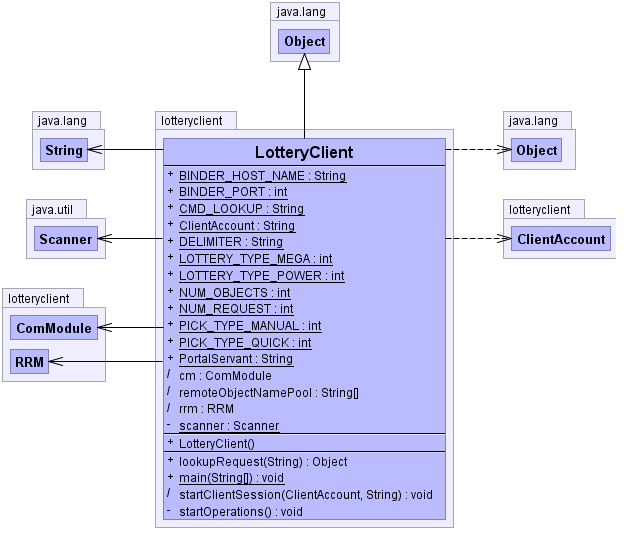 java.lang
Object
java.lang
String
lotteryclient
java.lang
Object
LotteryClient
+ BINDER_HOST_NAME : String
+ BINDER_PORT : int
+ CMD_LOOKUP : String
+ ClientAccount : String
+ DELIMITER : String
+ LOTTERY_TYPE_MEGA : int
+ LOTTERY_TYPE_POWER : int
+ NUM_OBJECTS : int
+ NUM_REQUEST : int
+ PICK_TYPE_MANUAL : int
+ PICK_TYPE_QUICK : int
+ PortalServant : String
/ cm : ComModule
/ remoteObjectNamePool : String[]
/ rrm : RRM
- scanner : Scanner
+ LotteryClient()
+ lookupRequest(String) : Object
+ main(String[]) : void
/ startClientSession(ClientAccount, String) : void
- startOperations() : void
java.util
Scanner
lotteryclient
ClientAccount
lotteryclient
ComModule
RRM